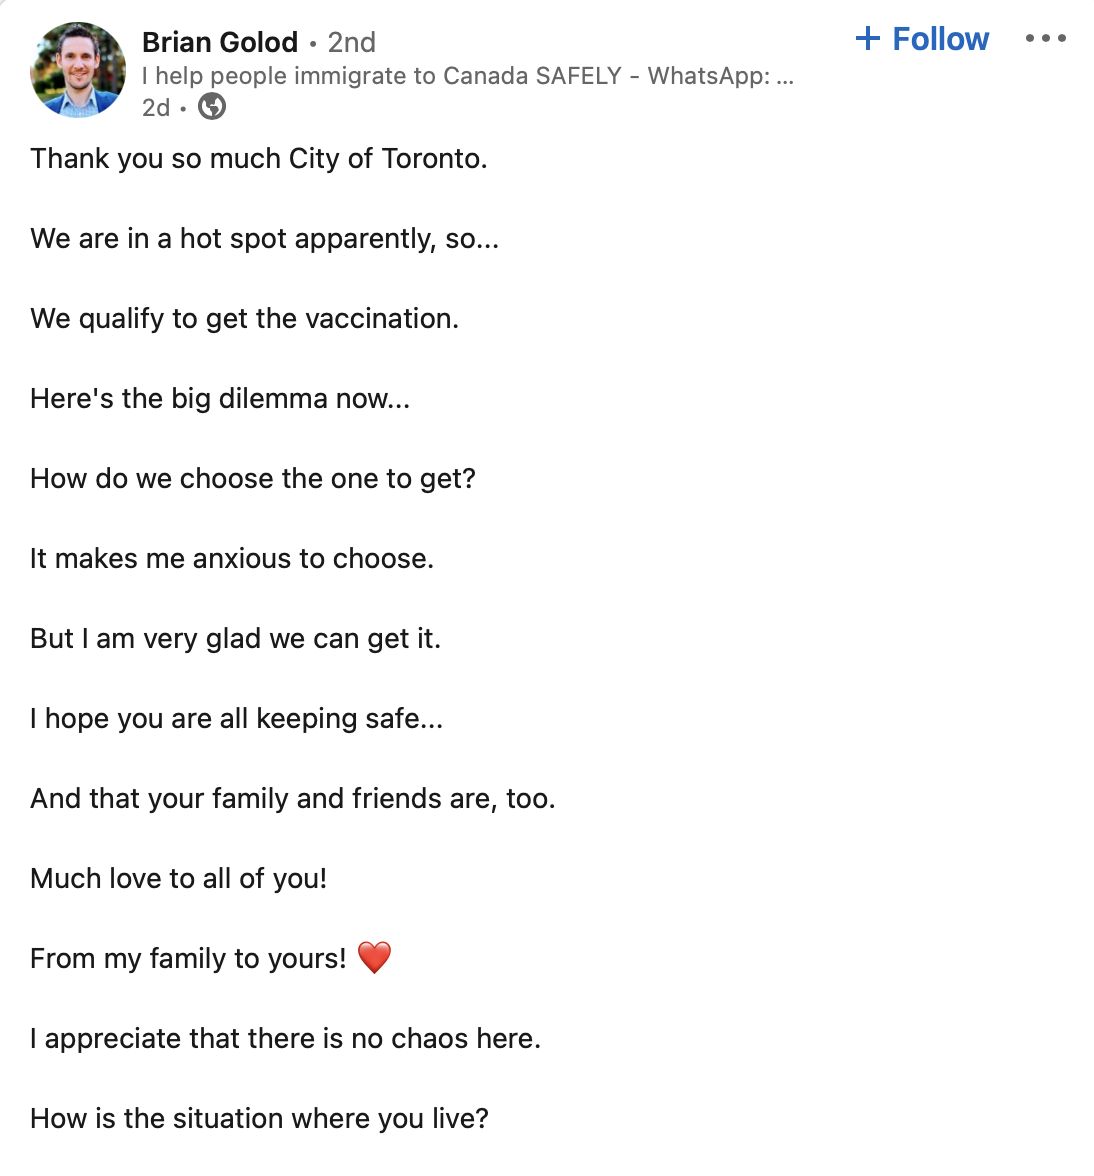 Brian Golod • 2nd
+ Follow •••
I help people immigrate to Canada SAFELY - WhatsApp: ...
2d •
Thank you so much City of Toronto.
We are in a hot spot apparently, so...
We qualify to get the vaccination.
Here's the big dilemma now...
How do we choose the one to get?
It makes me anxious to choose.
But I am very glad we can get it.
I hope you are all keeping safe...
And that your family and friends are, too.
Much love to all of you!
From my family to yours! ❤️
I appreciate that there is no chaos here.
How is the situation where you live?